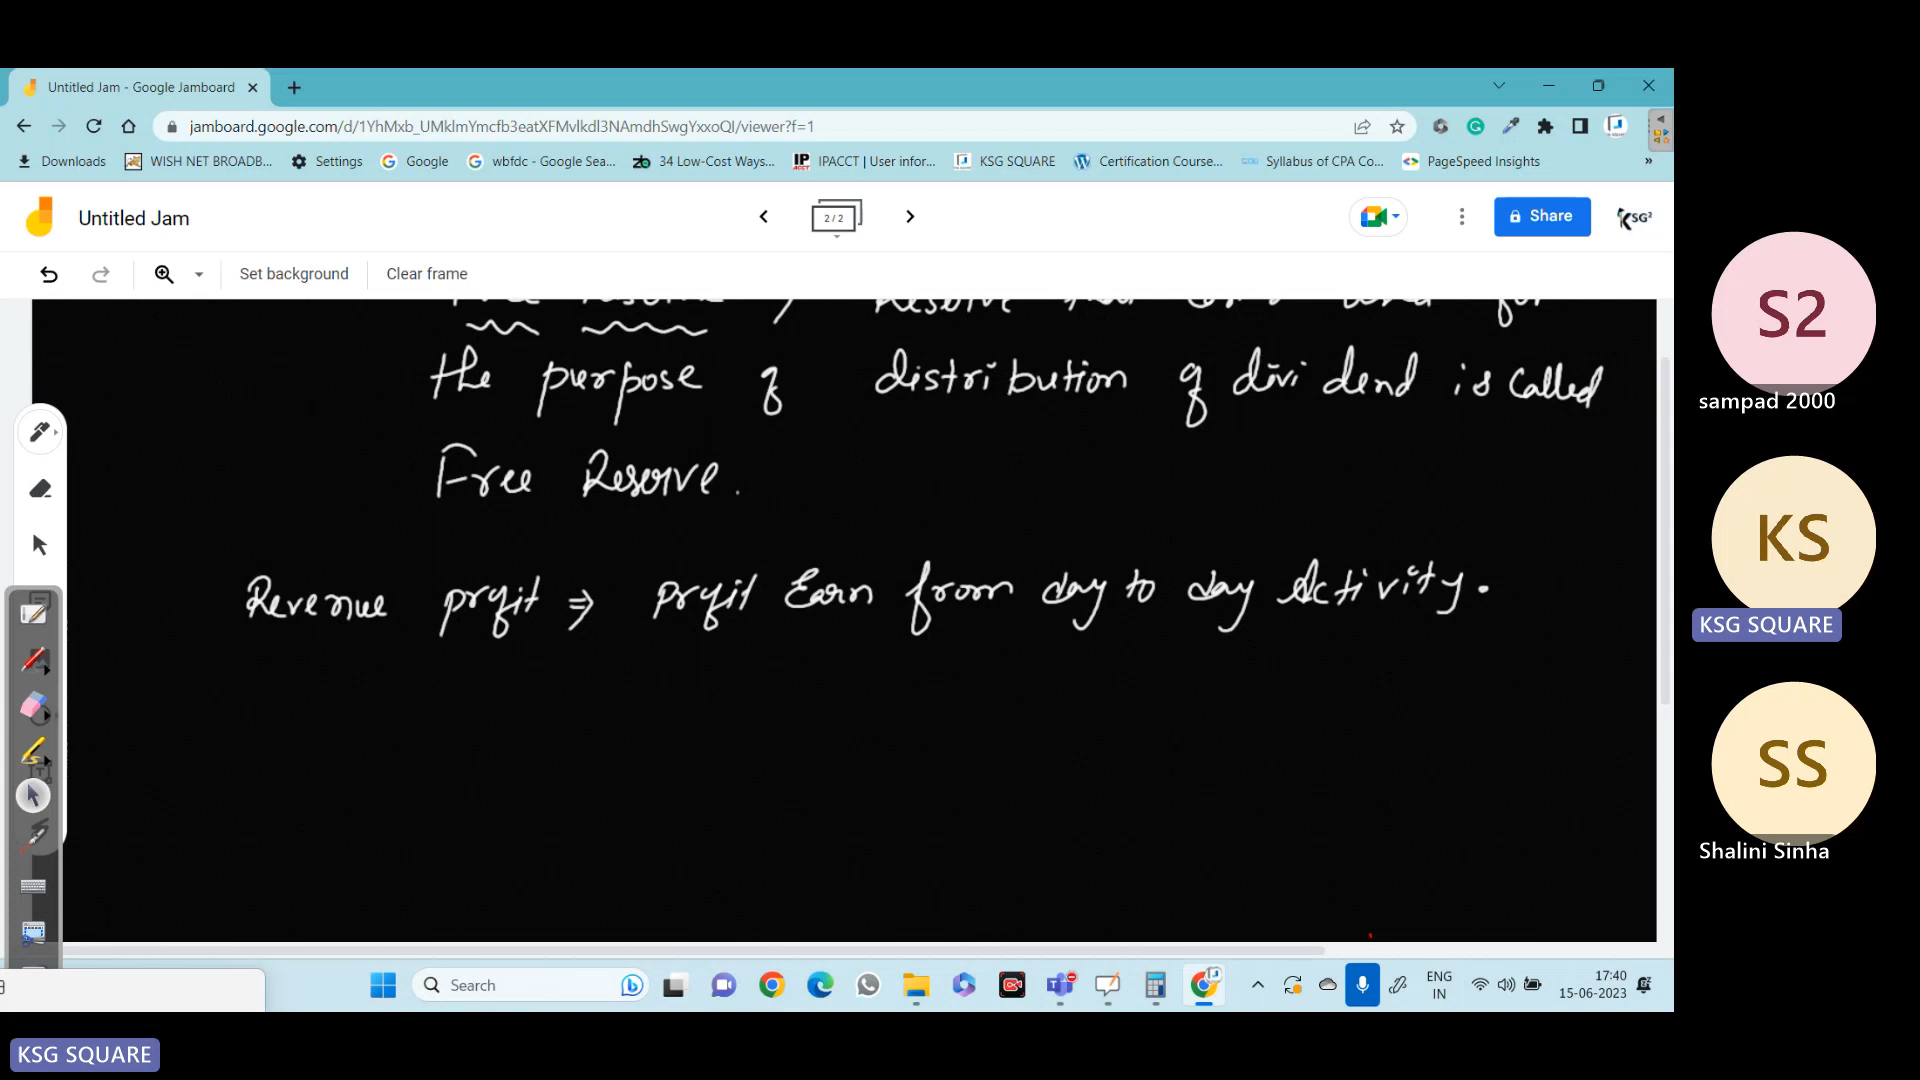 Untitled Jam - Google Jamboard
jamboard.google.com/d/1YhMxb_UMklmYmcfb3eatXFMvlkdl3NAmdhSwgYxxoQI/viewer?f=1
Downloads WISH NET BROADB... Settings Google wbfdc - Google Sea... 34 Low-Cost Ways... IPACCT | User infor... KSG SQUARE Certification Course... Syllabus of CPA Co... PageSpeed Insights »
Untitled Jam 2 / 2 Share KSG²
Set background Clear frame
Reserve for
the purpose of distribution of dividend is called
Free Reserve.
Revenue profit ⇒ profit Earn from day to day Activity.
S2
sampad 2000
KS
KSG SQUARE
SS
Shalini Sinha
Search ENG IN 17:40 15-06-2023
KSG SQUARE